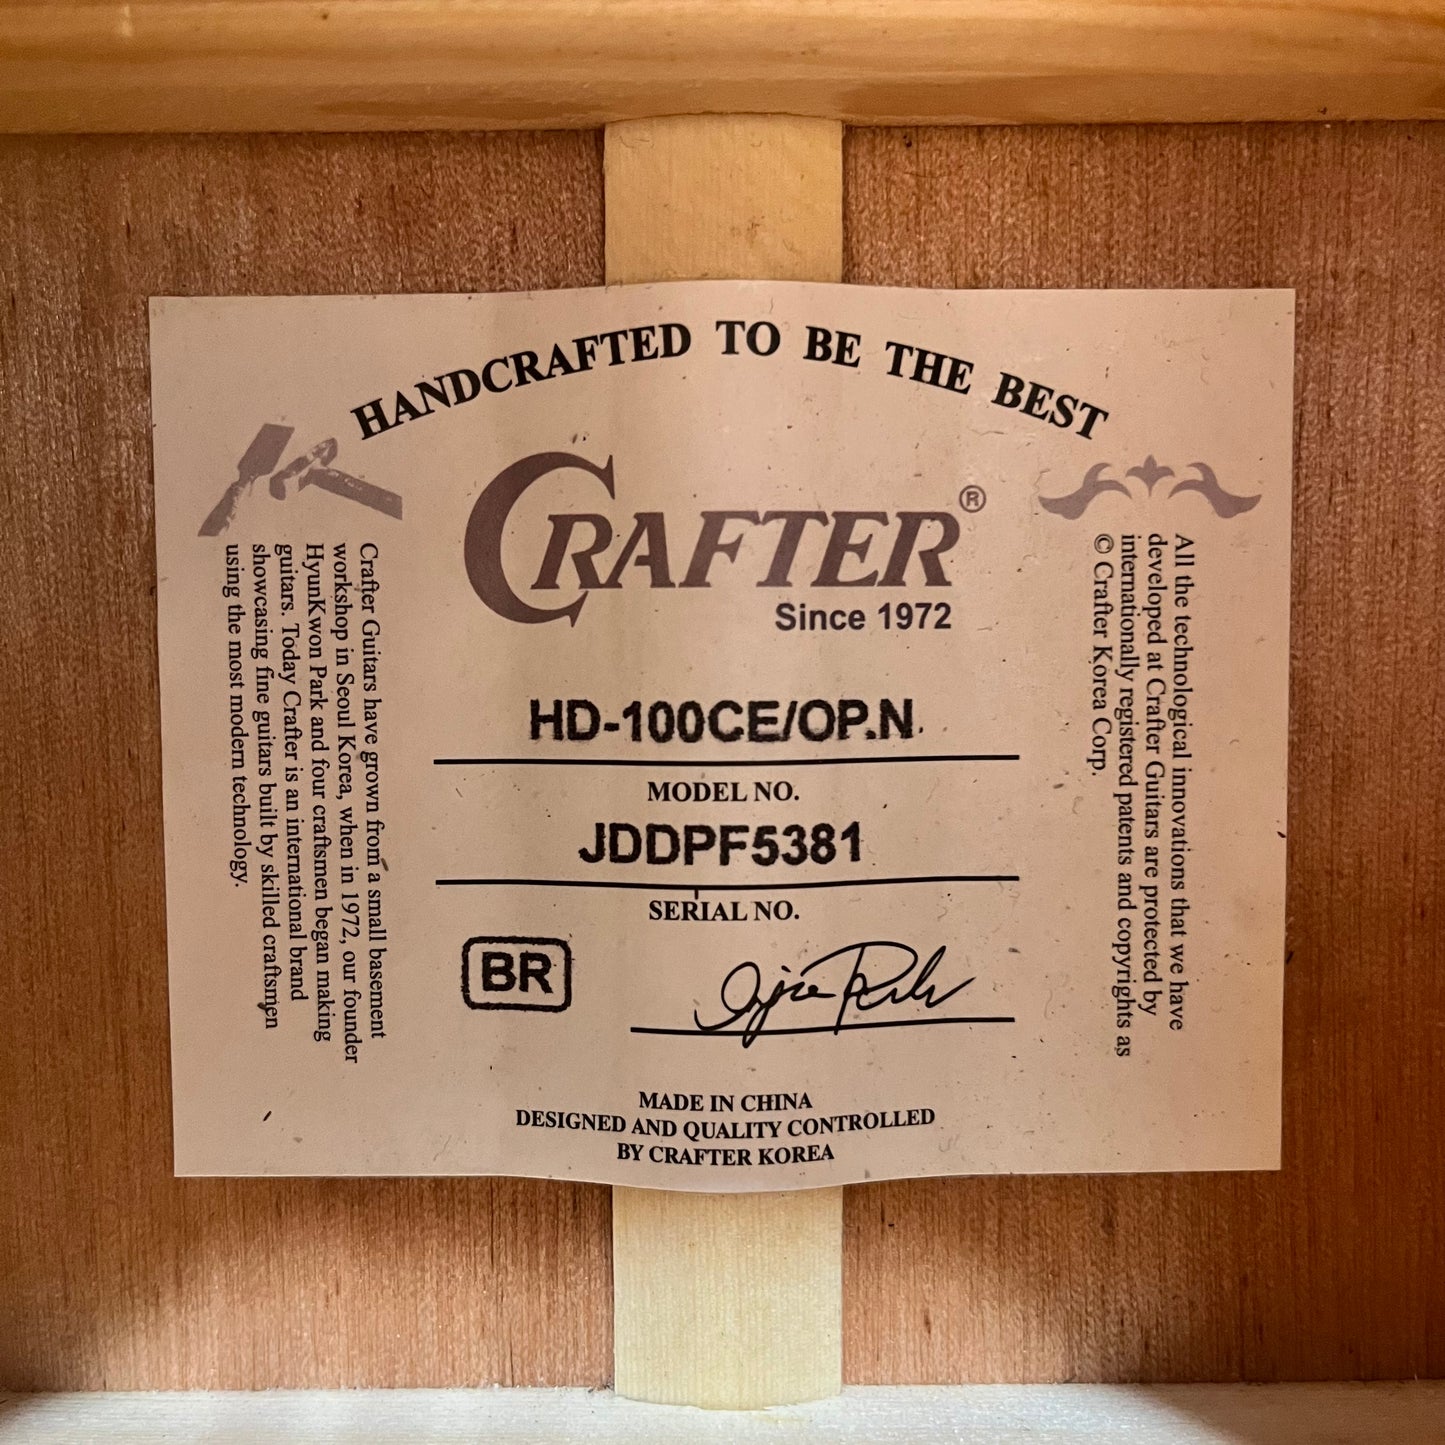 HANDCRAFTED TO BE THE BEST
CRAFTER®
Since 1972
HD-100CE/OP.N
MODEL NO.
JDDPF5381
SERIAL NO.
BR
MADE IN CHINA
DESIGNED AND QUALITY CONTROLLED
BY CRAFTER KOREA
Crafter Guitars have grown from a small basement
workshop in Seoul Korea, when in 1972, our founder
HyunKwon Park and four craftsmen began making
guitars. Today Crafter is an international brand
showcasing fine guitars built by skilled craftsmen
using the most modern technology.
All the technological innovations that we have
developed at Crafter Guitars are protected by
internationally registered patents and copyrights as
© Crafter Korea Corp.